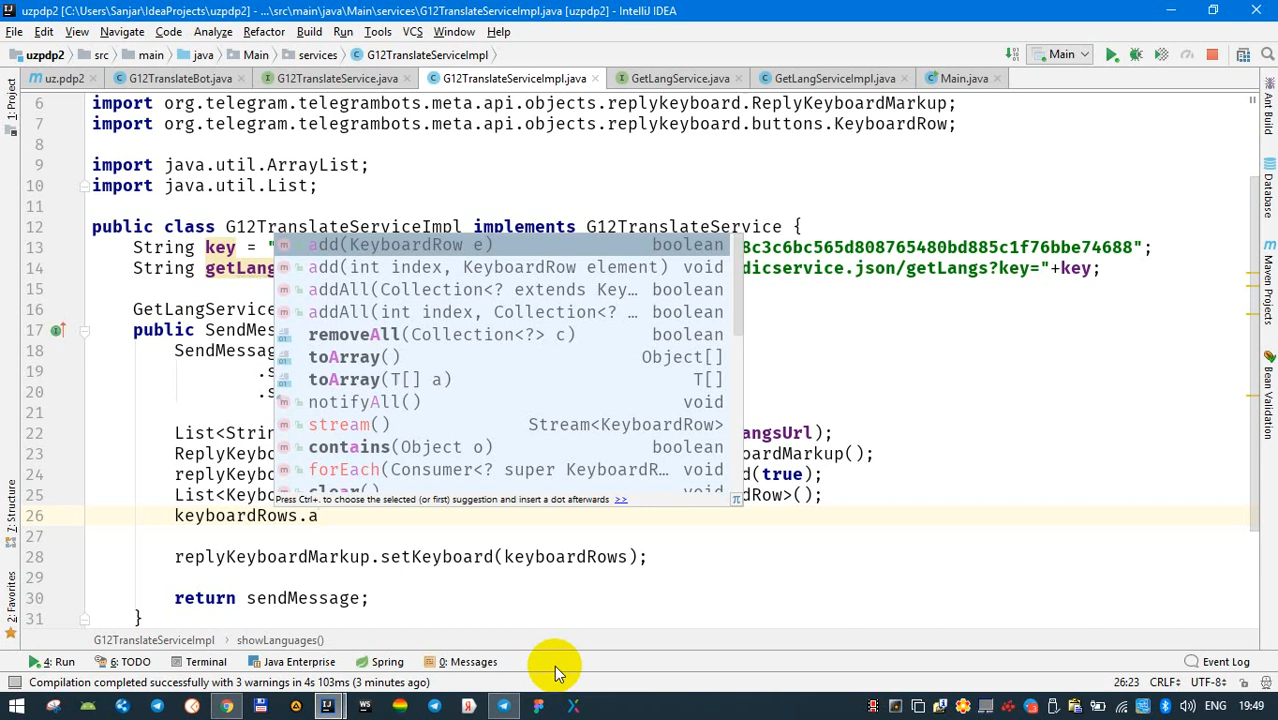 uzpdp2 [C:\Users\Sanjar\IdeaProjects\uzpdp2] - ...\src\main\java\Main\services\G12TranslateServiceImpl.java [uzpdp2] - IntelliJ IDEA
File Edit View Navigate Code Analyze Refactor Build Run Tools VCS Window Help
uzpdp2 src main java Main services G12TranslateServiceImpl Main
uz.pdp2 G12TranslateBot.java G12TranslateService.java G12TranslateServiceImpl.java GetLangService.java GetLangServiceImpl.java Main.java
1: Project
Ant Build
Database
Maven Projects
Bean Validation
7: Structure
2: Favorites
6 import org.telegram.telegrambots.meta.api.objects.replykeyboard.ReplyKeyboardMarkup;
7 import org.telegram.telegrambots.meta.api.objects.replykeyboard.buttons.KeyboardRow;
8
9 import java.util.ArrayList;
10 import java.util.List;
11
12 public class G12TranslateServiceImpl implements G12TranslateService {
13 String key = " 8c3c6bc565d808765480bd885c1f76bbe74688";
14 String getLang dicservice.json/getLangs?key="+key;
15
16 GetLangService
17 public SendMes
18 SendMessag
19 .s
20 .s
21
22 List<Strin angsUrl);
23 ReplyKeybo oardMarkup();
24 replyKeybo d(true);
25 List<Keybo dRow>();
26 keyboardRows.a
27
28 replyKeyboardMarkup.setKeyboard(keyboardRows);
29
30 return sendMessage;
31 }
add(KeyboardRow e) boolean
add(int index, KeyboardRow element) void
addAll(Collection<? extends Key... boolean
addAll(int index, Collection<? ... boolean
removeAll(Collection<?> c) boolean
toArray() Object[]
toArray(T[] a) T[]
notifyAll() void
stream() Stream<KeyboardRow>
contains(Object o) boolean
forEach(Consumer<? super KeyboardR... void
clear() void
Press Ctrl+. to choose the selected (or first) suggestion and insert a dot afterwards >> π
G12TranslateServiceImpl showLanguages()
4: Run 6: TODO Terminal Java Enterprise Spring 0: Messages Event Log
Compilation completed successfully with 3 warnings in 4s 103ms (3 minutes ago) 26:23 CRLF UTF-8
WS Я ENG 19:49